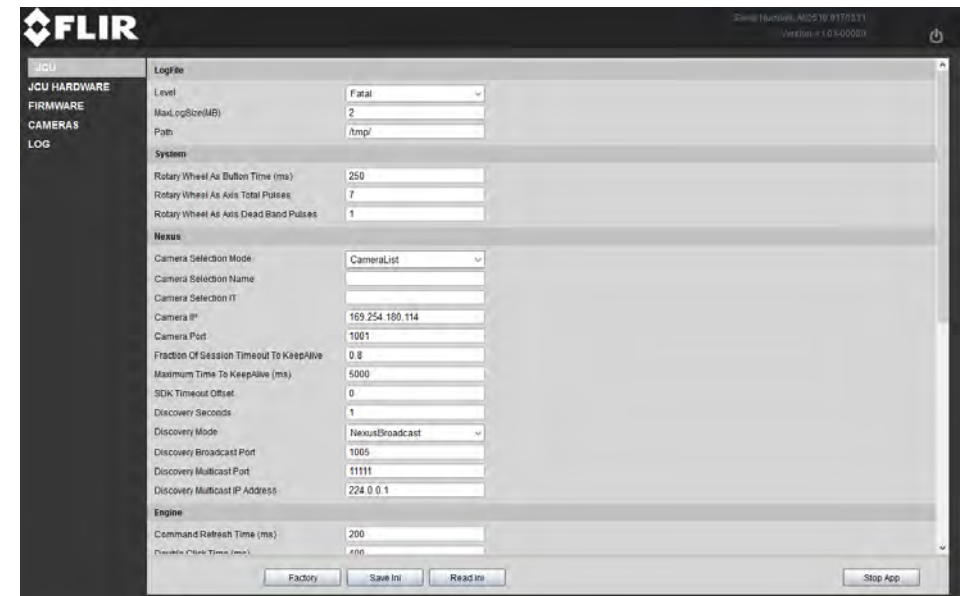 FLIR
JCU
JCU HARDWARE
FIRMWARE
CAMERAS
LOG
LogFile
Level Fatal
MaxLogSize(MB) 2
Path /tmp/
System
Rotary Wheel As Button Time (ms) 250
Rotary Wheel As Axis Total Pulses 7
Rotary Wheel As Axis Dead Band Pulses 1
Nexus
Camera Selection Mode CameraList
Camera Selection Name
Camera Selection IT
Camera IP 169.254.180.114
Camera Port 1001
Fraction Of Session Timeout To KeepAlive 0.8
Maximum Time To KeepAlive (ms) 5000
SDK Timeout Offset 0
Discovery Seconds 1
Discovery Mode NexusBroadcast
Discovery Broadcast Port 1005
Discovery Multicast Port 11111
Discovery Multicast IP Address 224.0.0.1
Engine
Command Refresh Time (ms) 200
Double Click Time (ms) 400
Factory Save Ini Read Ini Stop App